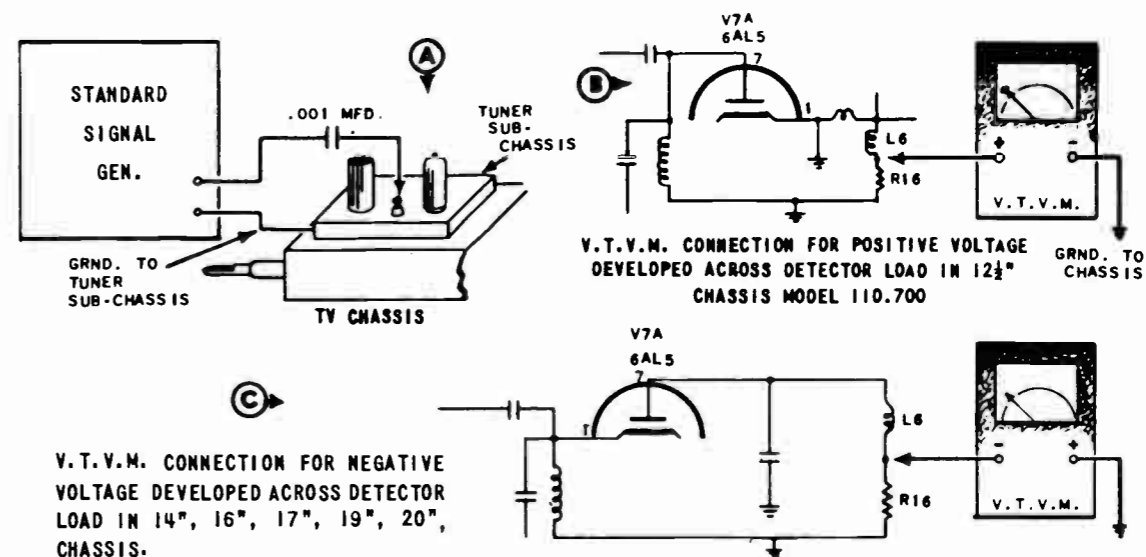 STANDARD
SIGNAL
GEN.
A
.001 MFD.
TUNER
SUB-
CHASSIS
GRND. TO
TUNER
SUB-CHASSIS
TV CHASSIS
B
V7A
6AL5
7
1
L6
R16
+
-
V.T.V.M.
GRND. TO
CHASSIS
V.T.V.M. CONNECTION FOR POSITIVE VOLTAGE
DEVELOPED ACROSS DETECTOR LOAD IN 12½"
CHASSIS MODEL 110.700
C
V.T.V.M. CONNECTION FOR NEGATIVE
VOLTAGE DEVELOPED ACROSS DETECTOR
LOAD IN 14", 16", 17", 19", 20",
CHASSIS.
V7A
6AL5
7
1
L6
R16
-
+
V.T.V.M.